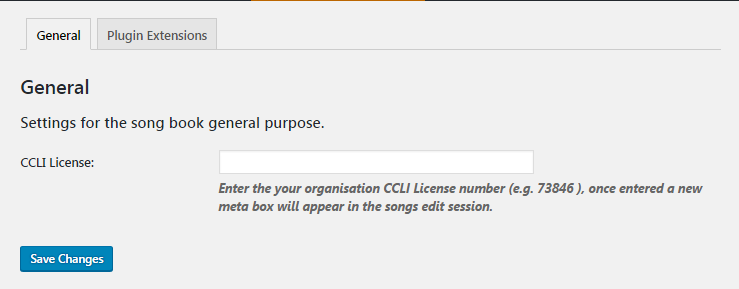 General Plugin Extensions
General
Settings for the song book general purpose.
CCLI License:
Enter the your organisation CCLI License number (e.g. 73846 ), once entered a new
meta box will appear in the songs edit session.
Save Changes